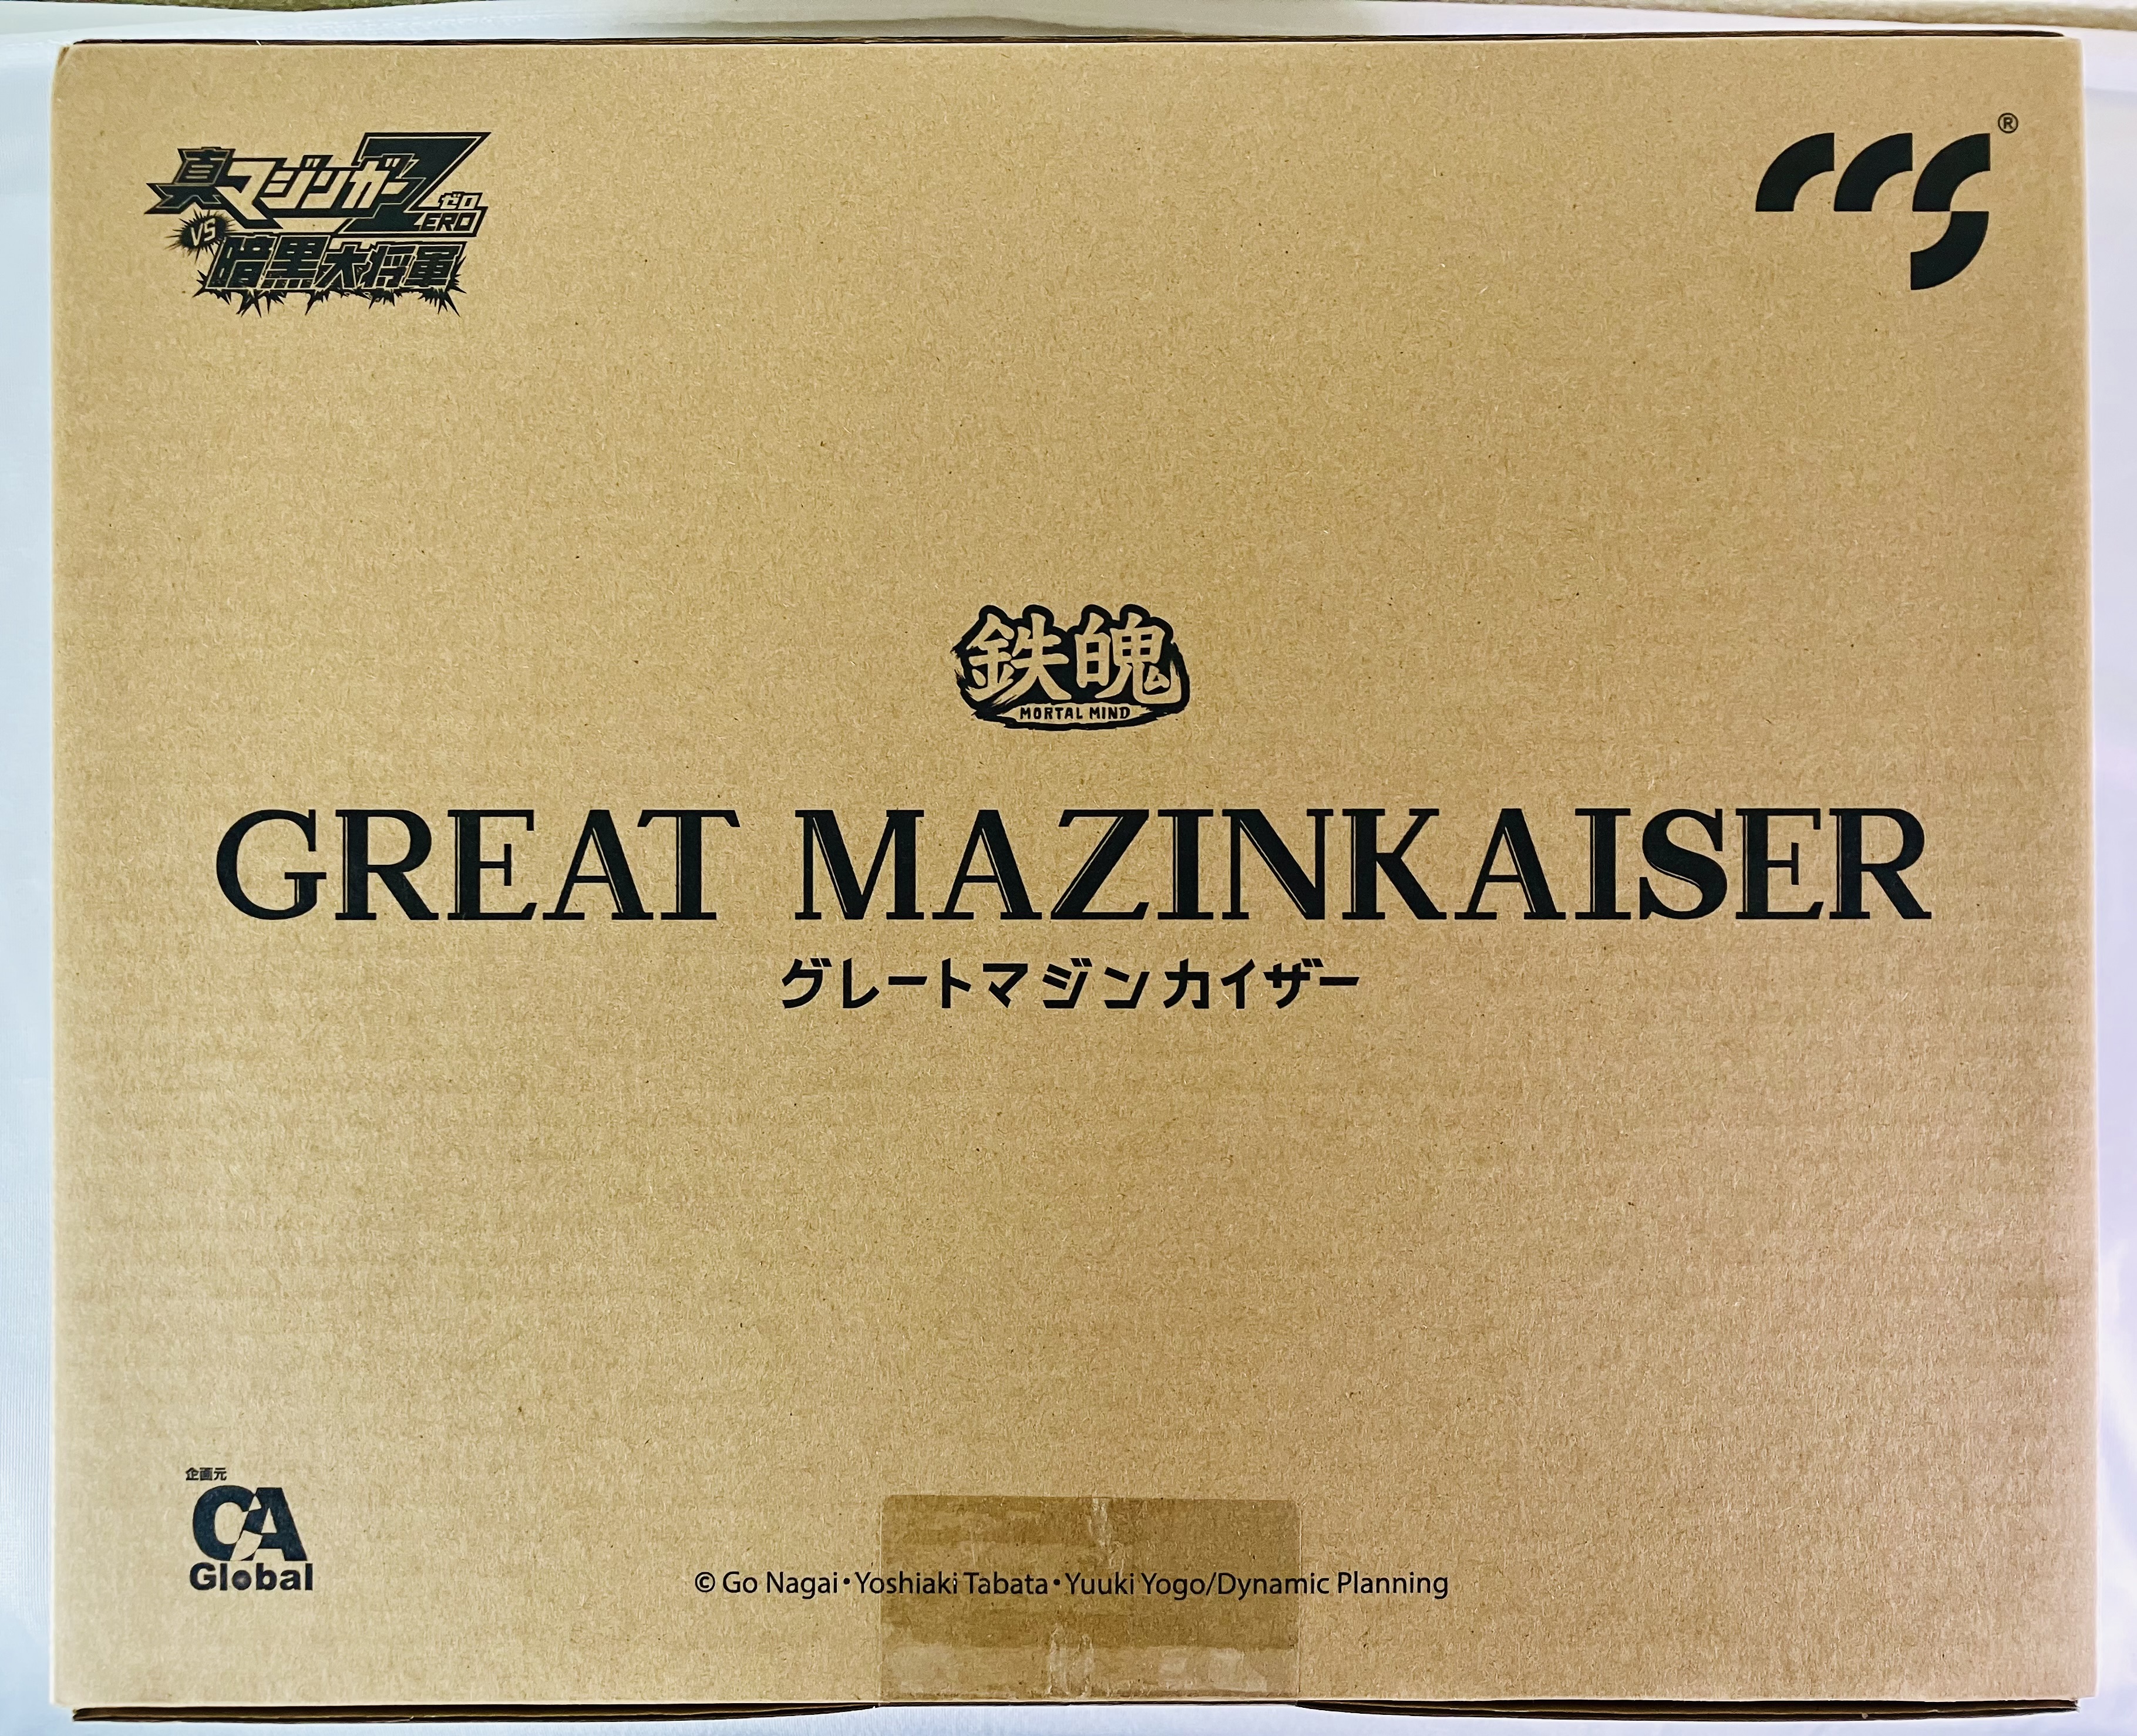 真マジンガーZERO
ゼロ
VS
暗黒大将軍
ccs®
鉄魄
MORTAL MIND
GREAT MAZINKAISER
グレートマジンカイザー
企画元
CA
Global
© Go Nagai・Yoshiaki Tabata・Yuuki Yogo/Dynamic Planning